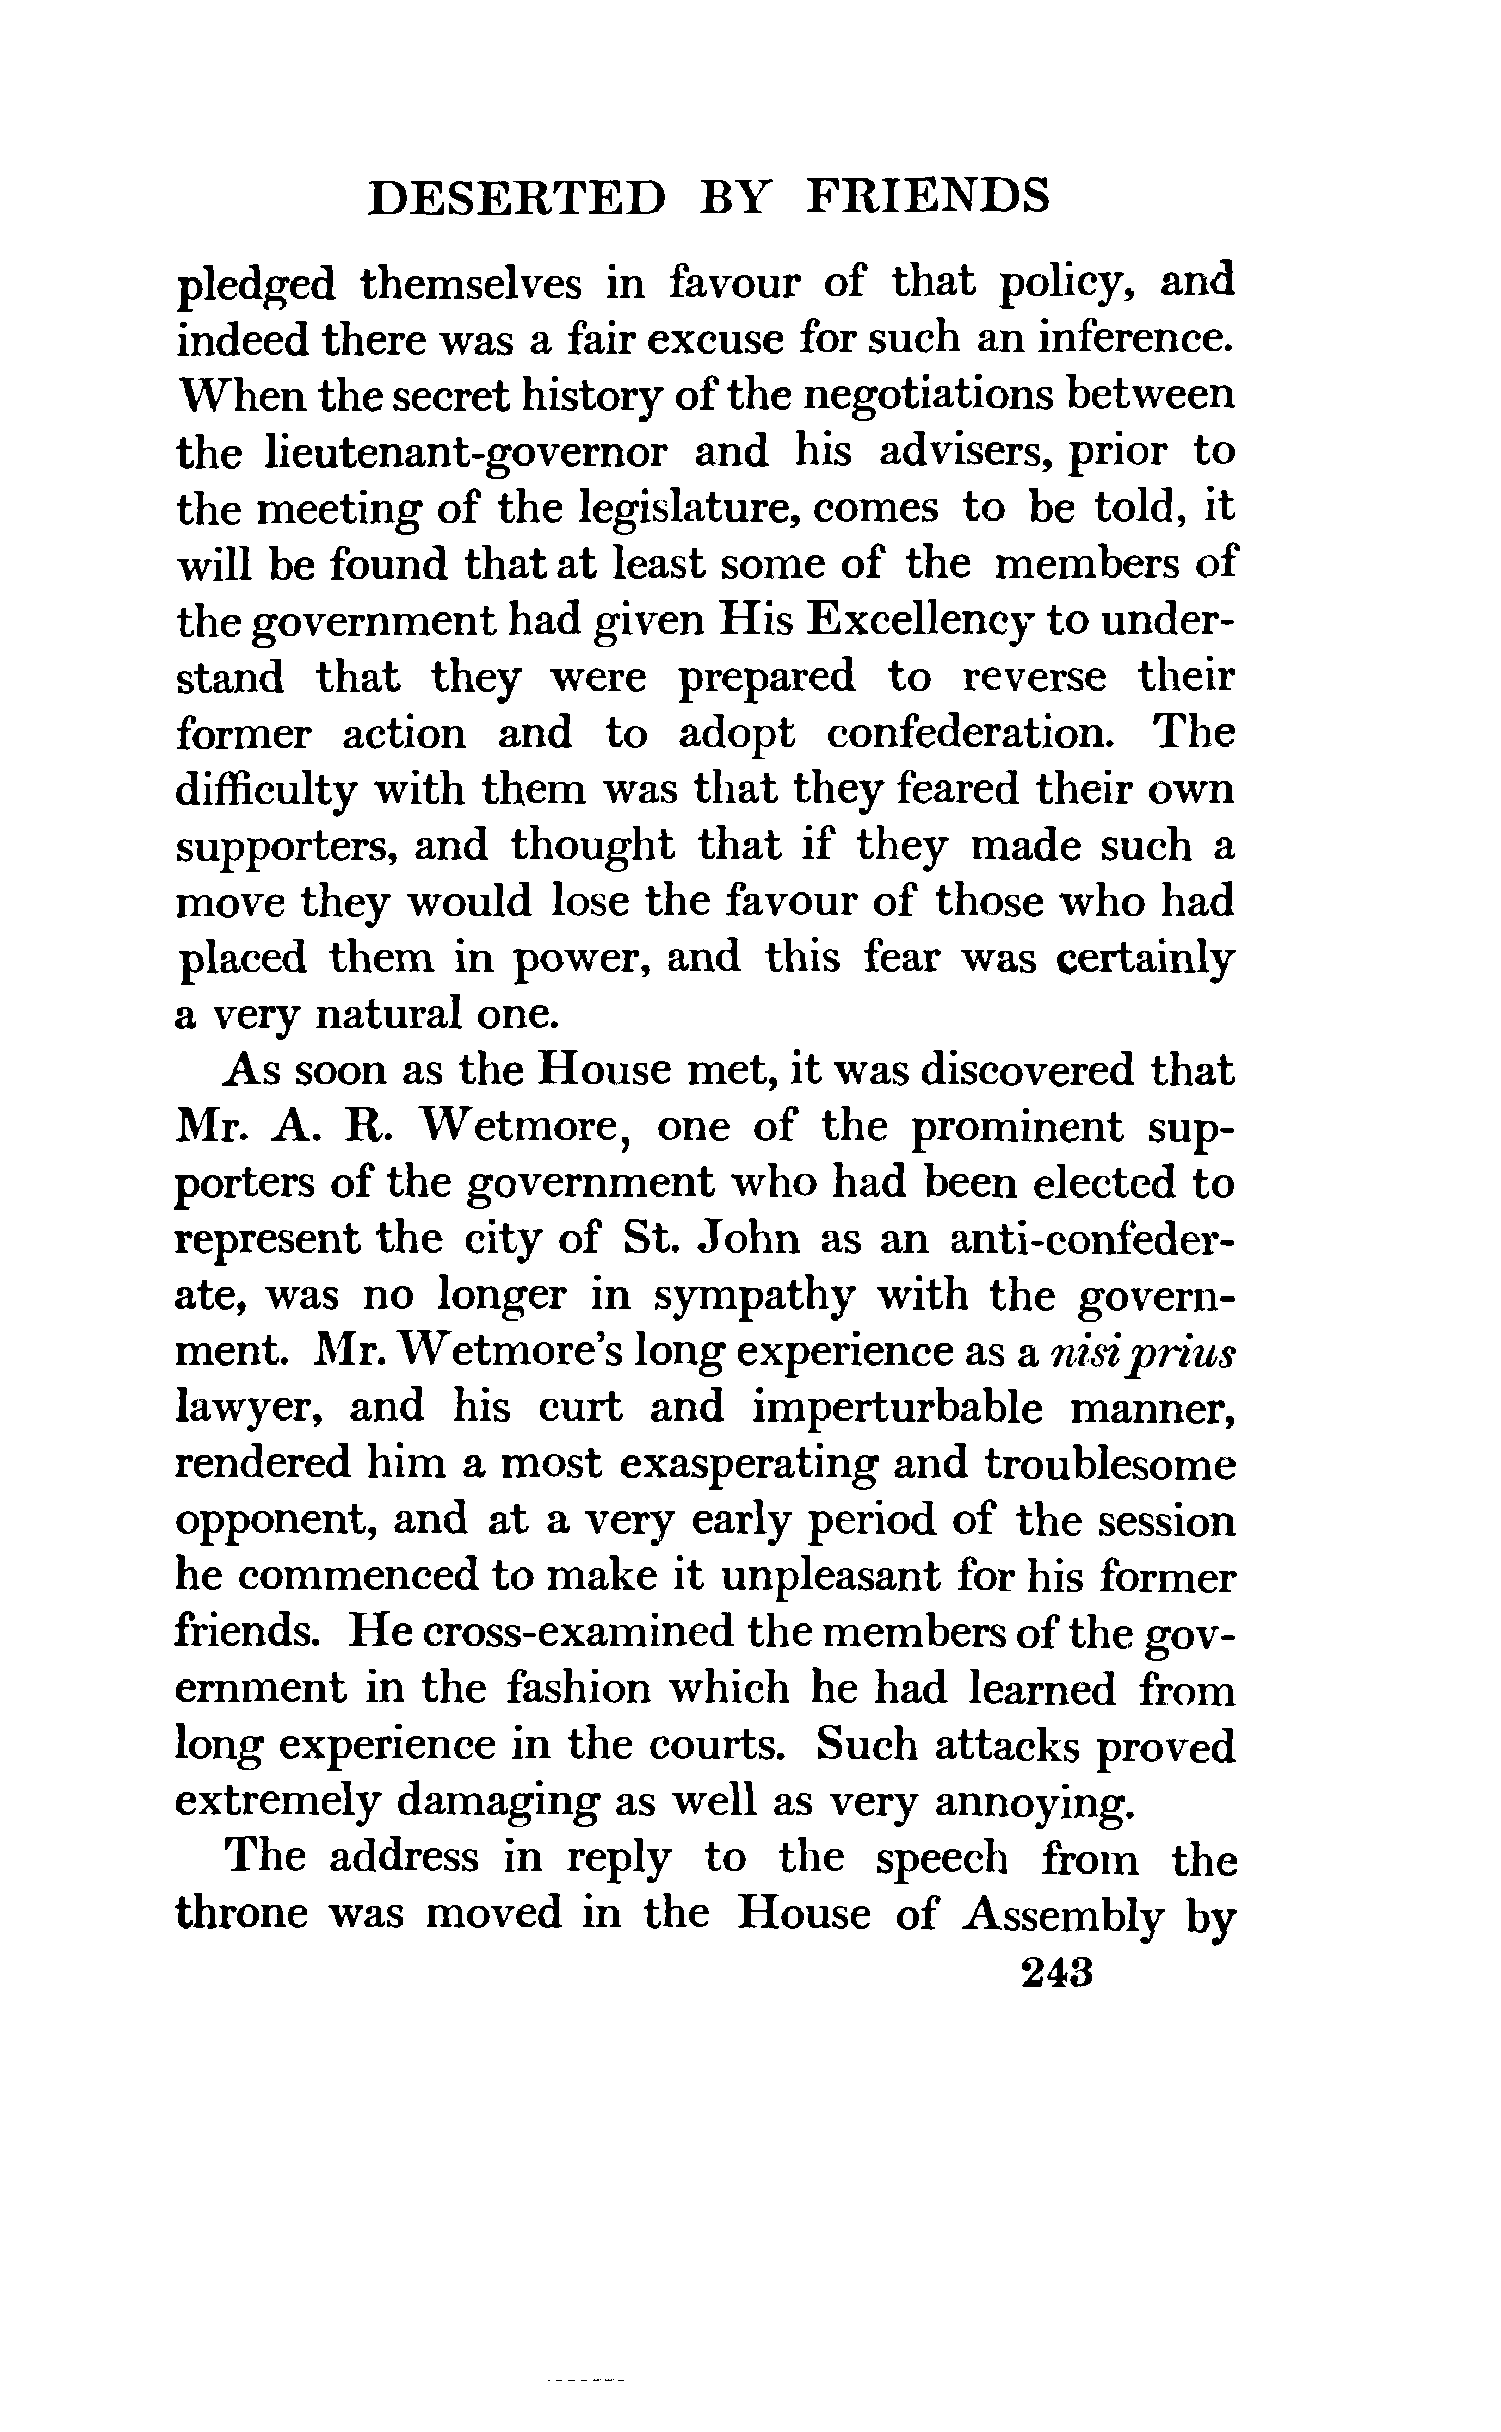 DESERTED BY FRIENDS
pledged themselves in favour of that policy, and
indeed there was a fair excuse for such an inference.
When the secret history of the negotiations between
the lieutenant-governor and his advisers, prior to
the meeting of the legislature, comes to be told, it
will be found that at least some of the members of
the government had given His Excellency to under-
stand that they were prepared to reverse their
former action and to adopt confederation. The
difficulty with them was that they feared their own
supporters, and thought that if they made such a
move they would lose the favour of those who had
placed them in power, and this fear was certainly
a very natural one.
As soon as the House met, it was discovered that
Mr. A. R. Wetmore, one of the prominent sup-
porters of the government who had been elected to
represent the city of St. John as an anti-confeder-
ate, was no longer in sympathy with the govern-
ment. Mr. Wetmore's long experience as a nisi prius
lawyer, and his curt and imperturbable manner,
rendered him a most exasperating and troublesome
opponent, and at a very early period of the session
he commenced to make it unpleasant for his former
friends. He cross-examined the members of the gov-
ernment in the fashion which he had learned from
long experience in the courts. Such attacks proved
extremely damaging as well as very annoying.
The address in reply to the speech from the
throne was moved in the House of Assembly by
243